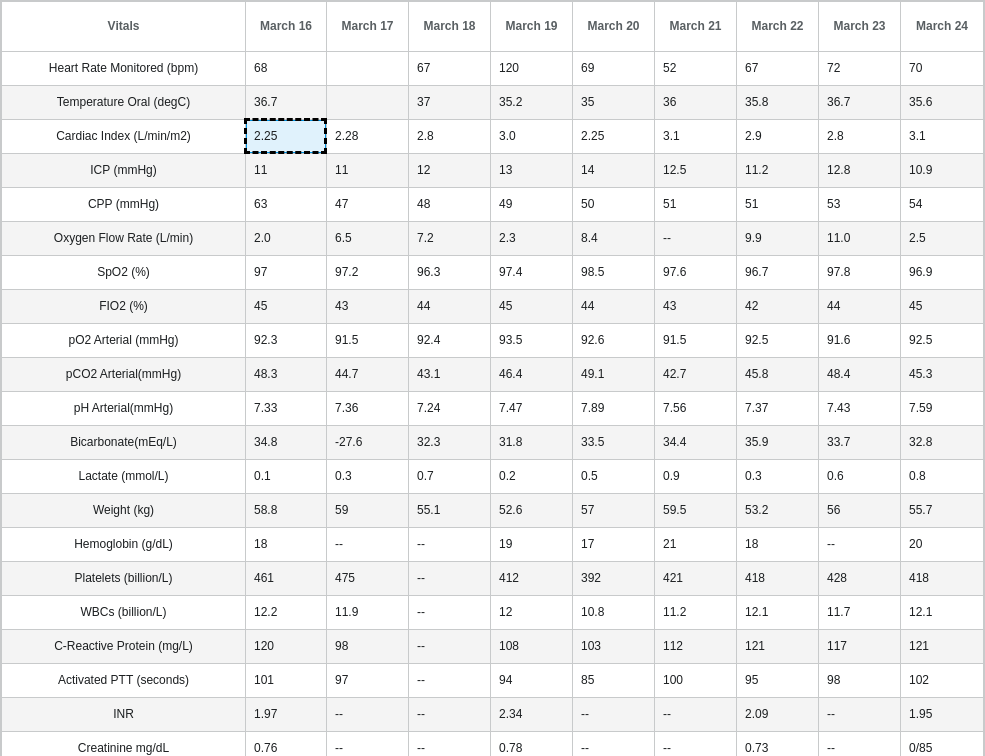 Vitals March 16 March 17 March 18 March 19 March 20 March 21 March 22 March 23 March 24
Heart Rate Monitored (bpm) 68 67 120 69 52 67 72 70
Temperature Oral (degC) 36.7 37 35.2 35 36 35.8 36.7 35.6
Cardiac Index (L/min/m2) 2.25 2.28 2.8 3.0 2.25 3.1 2.9 2.8 3.1
ICP (mmHg) 11 11 12 13 14 12.5 11.2 12.8 10.9
CPP (mmHg) 63 47 48 49 50 51 51 53 54
Oxygen Flow Rate (L/min) 2.0 6.5 7.2 2.3 8.4 -- 9.9 11.0 2.5
SpO2 (%) 97 97.2 96.3 97.4 98.5 97.6 96.7 97.8 96.9
FIO2 (%) 45 43 44 45 44 43 42 44 45
pO2 Arterial (mmHg) 92.3 91.5 92.4 93.5 92.6 91.5 92.5 91.6 92.5
pCO2 Arterial(mmHg) 48.3 44.7 43.1 46.4 49.1 42.7 45.8 48.4 45.3
pH Arterial(mmHg) 7.33 7.36 7.24 7.47 7.89 7.56 7.37 7.43 7.59
Bicarbonate(mEq/L) 34.8 -27.6 32.3 31.8 33.5 34.4 35.9 33.7 32.8
Lactate (mmol/L) 0.1 0.3 0.7 0.2 0.5 0.9 0.3 0.6 0.8
Weight (kg) 58.8 59 55.1 52.6 57 59.5 53.2 56 55.7
Hemoglobin (g/dL) 18 -- -- 19 17 21 18 -- 20
Platelets (billion/L) 461 475 -- 412 392 421 418 428 418
WBCs (billion/L) 12.2 11.9 -- 12 10.8 11.2 12.1 11.7 12.1
C-Reactive Protein (mg/L) 120 98 -- 108 103 112 121 117 121
Activated PTT (seconds) 101 97 -- 94 85 100 95 98 102
INR 1.97 -- -- 2.34 -- -- 2.09 -- 1.95
Creatinine mg/dL 0.76 -- -- 0.78 -- -- 0.73 -- 0/85